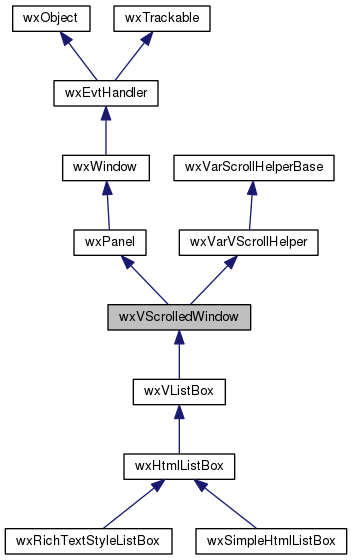 wxObject
wxTrackable
wxEvtHandler
wxWindow
wxVarScrollHelperBase
wxPanel
wxVarVScrollHelper
wxVScrolledWindow
wxVListBox
wxHtmlListBox
wxRichTextStyleListBox
wxSimpleHtmlListBox